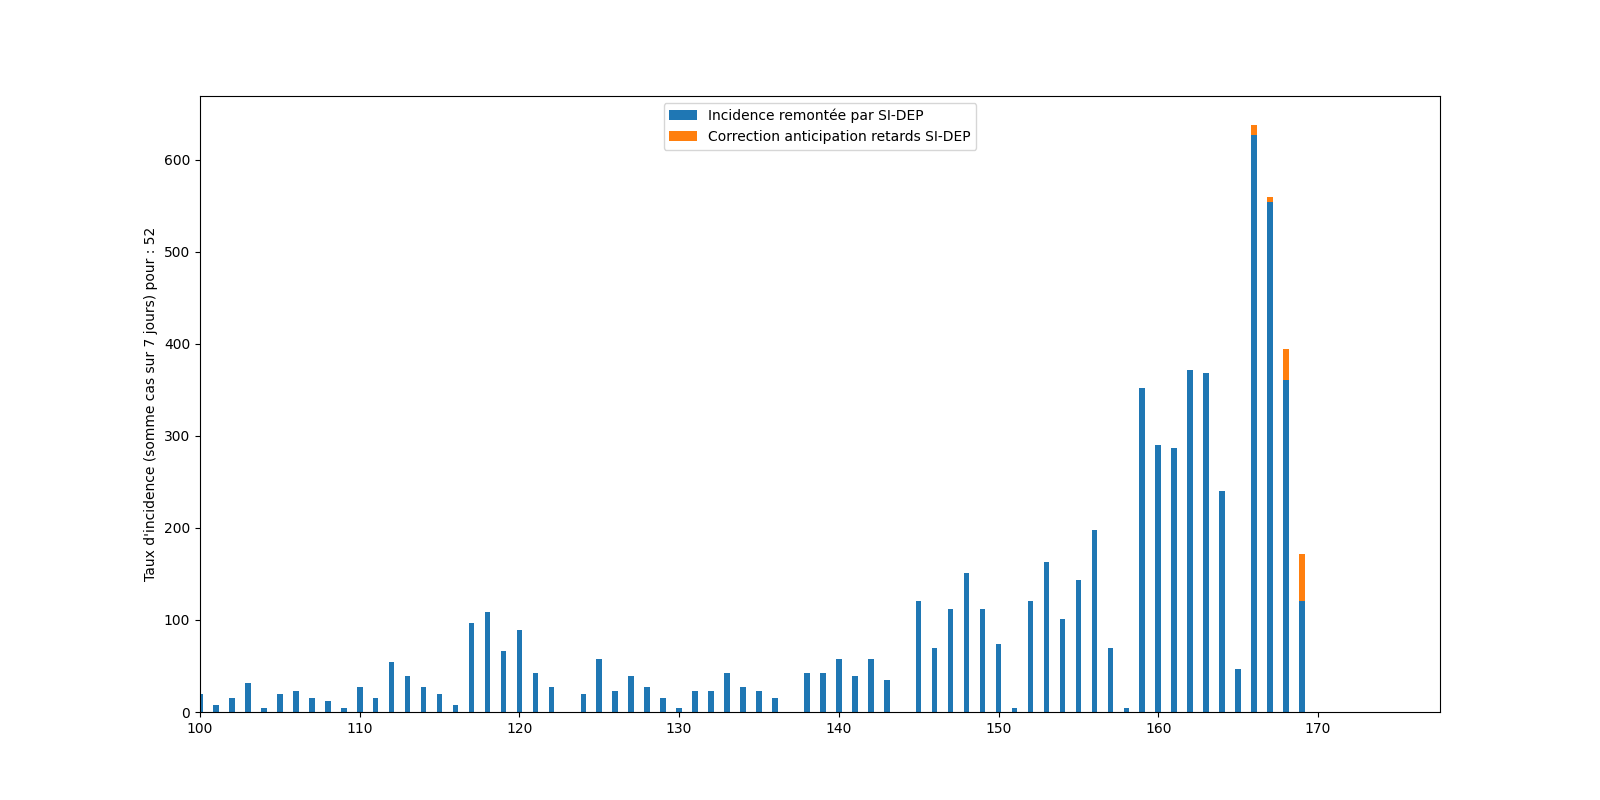 Incidence remontée par SI-DEP
Correction anticipation retards SI-DEP
Taux d'incidence (somme cas sur 7 jours) pour : 52
600
500
400
300
200
100
0
100 110 120 130 140 150 160 170